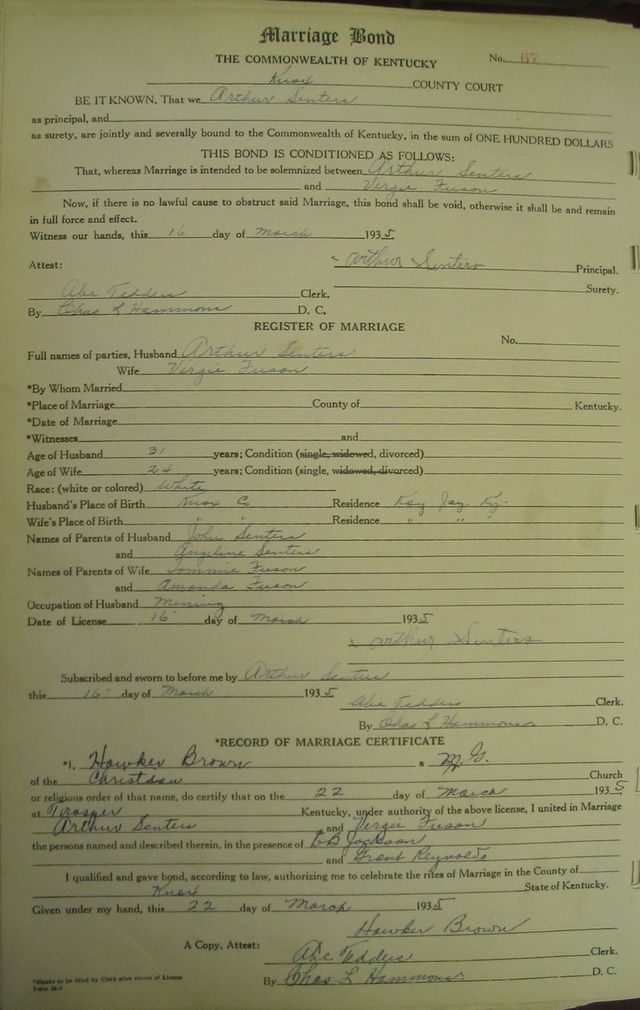 Marriage Bond
THE COMMONWEALTH OF KENTUCKY No. 67
Knox COUNTY COURT
BE IT KNOWN, That we Arthur Senters
as principal, and
as surety, are jointly and severally bound to the Commonwealth of Kentucky, in the sum of ONE HUNDRED DOLLARS
THIS BOND IS CONDITIONED AS FOLLOWS:
That, whereas Marriage is intended to be solemnized between Arthur Senters
and Vergie Fuson
Now, if there is no lawful cause to obstruct said Marriage, this bond shall be void, otherwise it shall be and remain
in full force and effect.
Witness our hands, this 16 day of March 1935
Arthur Senters Principal.
Attest: Surety.
Abe Tedders Clerk.
By Chas L Hammons D. C.
REGISTER OF MARRIAGE
No.
Full names of parties, Husband Arthur Senters
Wife Vergie Fuson
*By Whom Married
*Place of Marriage County of Kentucky.
*Date of Marriage
*Witnesses and
Age of Husband 31 years; Condition (single, widowed, divorced)
Age of Wife 24 years; Condition (single, widowed, divorced)
Race: (white or colored) White
Husband's Place of Birth Knox Co Residence Kay Jay. Ky.
Wife's Place of Birth " " Residence " " "
Names of Parents of Husband John Senters
and Angeline Senters
Names of Parents of Wife Tommie Fuson
and Amanda Fuson
Occupation of Husband Mining
Date of License 16 day of March 1935
x Arthur Senters
Subscribed and sworn to before me by Arthur Senters
this 16 day of March 1935
Abe Tedders Clerk.
By Chas L Hammons D. C.
*RECORD OF MARRIAGE CERTIFICATE
*I, Hawker Brown a M. G.
of the Christian Church
or religious order of that name, do certify that on the 22 day of March 1935
at Trosper Kentucky, under authority of the above license, I united in Marriage
Arthur Senters and Vergie Fuson
the persons named and described therein, in the presence of C B Jackson
and Grant Reynolds
I qualified and gave bond, according to law, authorizing me to celebrate the rites of Marriage in the County of
Knox State of Kentucky.
Given under my hand, this 22 day of March 1935
Hawker Brown
A Copy, Attest: Abe Tedders Clerk.
By Chas L Hammons D. C.
*Blanks to be filled by Clerk after return of License
Form M-3